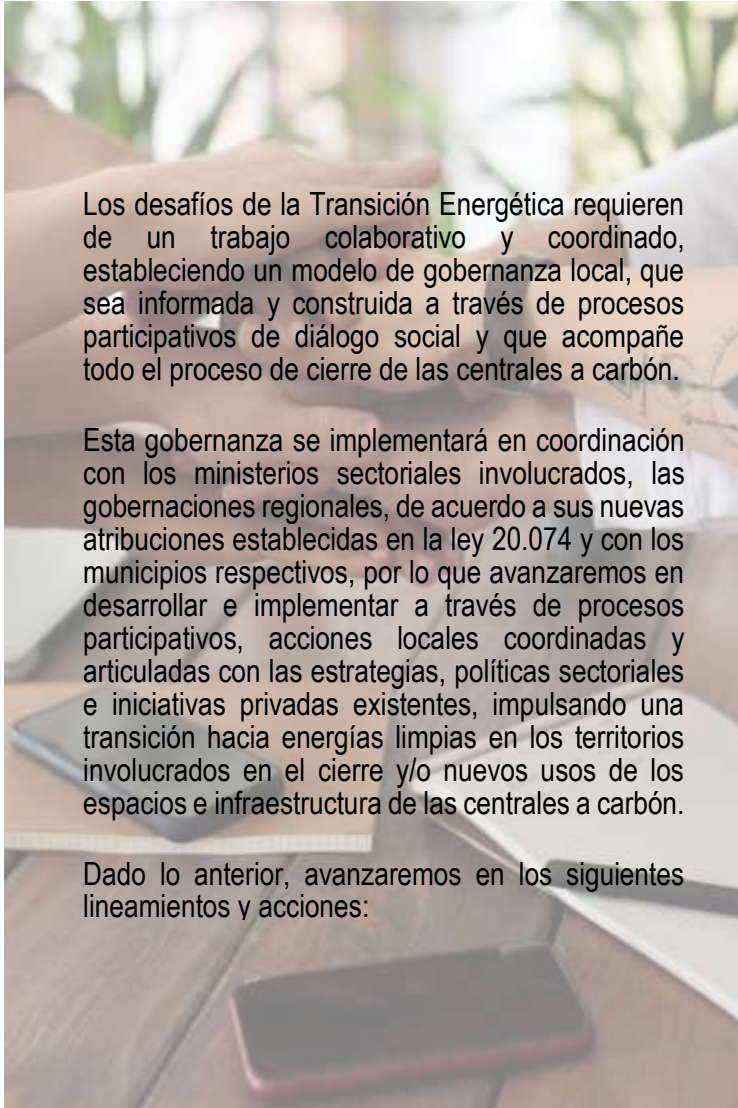 Los desafíos de la Transición Energética requieren
de un trabajo colaborativo y coordinado,
estableciendo un modelo de gobernanza local, que
sea informada y construida a través de procesos
participativos de diálogo social y que acompañe
todo el proceso de cierre de las centrales a carbón.
Esta gobernanza se implementará en coordinación
con los ministerios sectoriales involucrados, las
gobernaciones regionales, de acuerdo a sus nuevas
atribuciones establecidas en la ley 20.074 y con los
municipios respectivos, por lo que avanzaremos en
desarrollar e implementar a través de procesos
participativos, acciones locales coordinadas y
articuladas con las estrategias, políticas sectoriales
e iniciativas privadas existentes, impulsando una
transición hacia energías limpias en los territorios
involucrados en el cierre y/o nuevos usos de los
espacios e infraestructura de las centrales a carbón.
Dado lo anterior, avanzaremos en los siguientes
lineamientos y acciones: